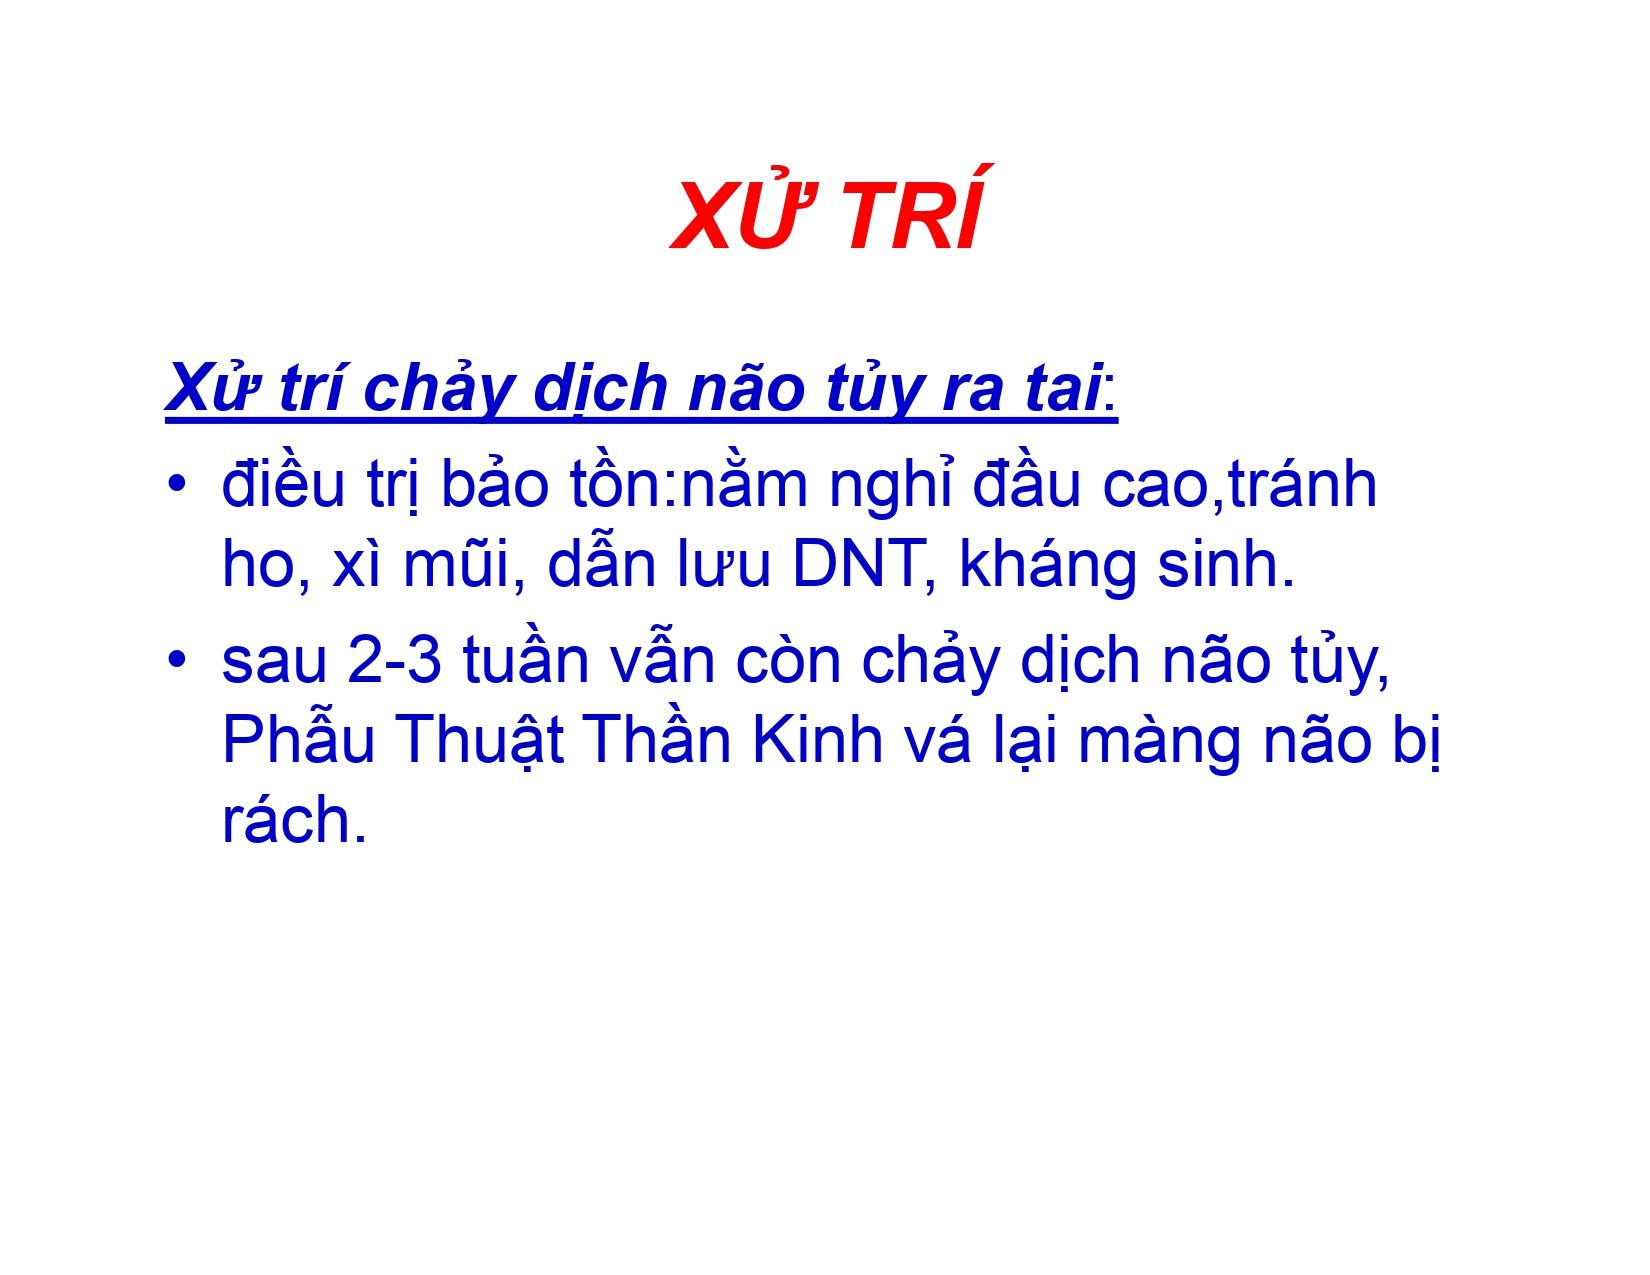 XỬ TRÍ
Xử trí chảy dịch não tủy ra tai:
• điều trị bảo tồn:nằm nghỉ đầu cao,tránh
ho, xì mũi, dẫn lưu DNT, kháng sinh.
• sau 2-3 tuần vẫn còn chảy dịch não tủy,
Phẫu Thuật Thần Kinh vá lại màng não bị
rách.